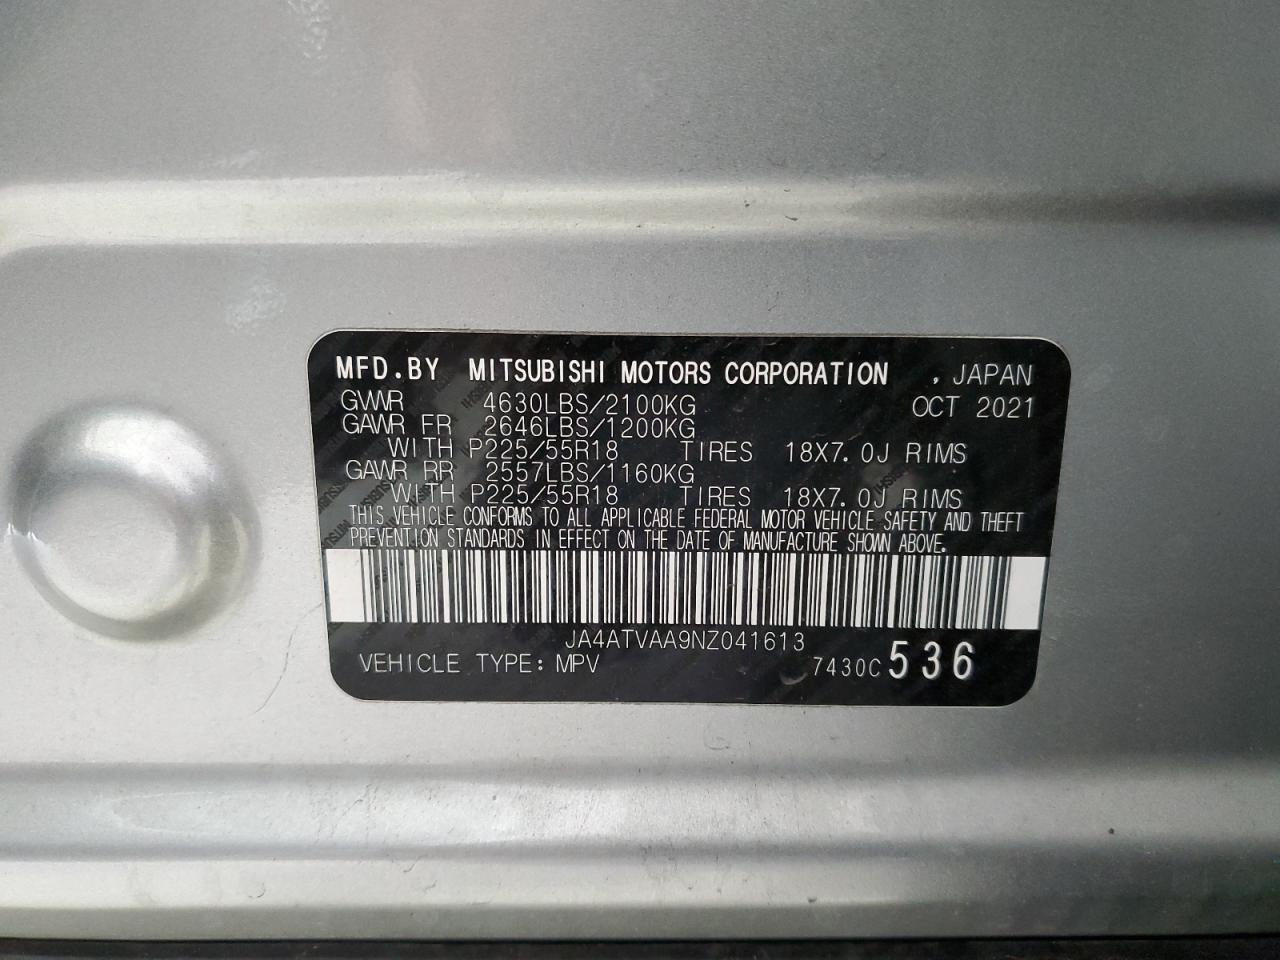 MFD.BY MITSUBISHI MOTORS CORPORATION , JAPAN
GVWR 4630LBS/2100KG OCT 2021
GAWR FR 2646LBS/1200KG
WITH P225/55R18 TIRES 18X7.0J RIMS
GAWR RR 2557LBS/1160KG
WITH P225/55R18 TIRES 18X7.0J RIMS
THIS VEHICLE CONFORMS TO ALL APPLICABLE FEDERAL MOTOR VEHICLE SAFETY AND THEFT
PREVENTION STANDARDS IN EFFECT ON THE DATE OF MANUFACTURE SHOWN ABOVE.
JA4ATVAA9NZ041613
VEHICLE TYPE: MPV 7430C 536